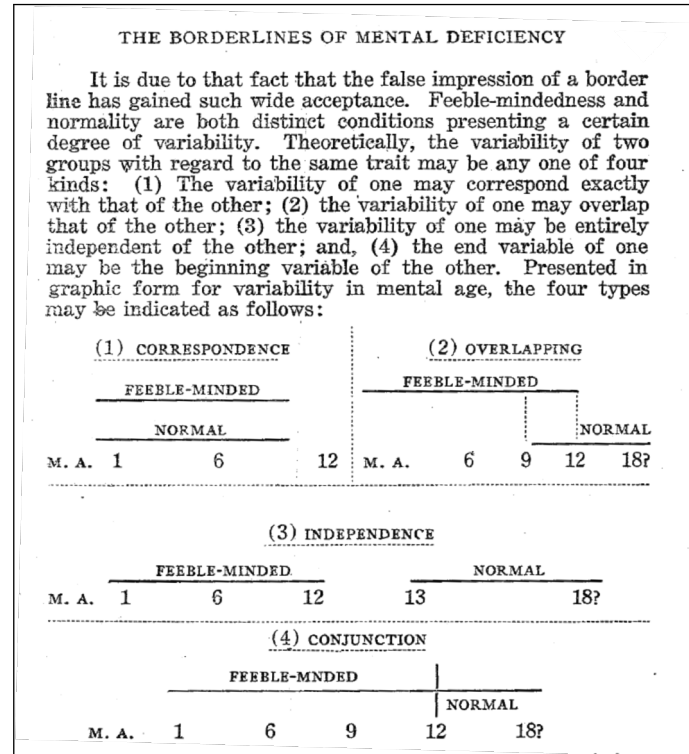 THE BORDERLINES OF MENTAL DEFICIENCY
It is due to that fact that the false impression of a border
line has gained such wide acceptance. Feeble-mindedness and
normality are both distinct conditions presenting a certain
degree of variability. Theoretically, the variability of two
groups with regard to the same trait may be any one of four
kinds: (1) The variability of one may correspond exactly
with that of the other; (2) the variability of one may overlap
that of the other; (3) the variability of one may be entirely
independent of the other; and, (4) the end variable of one
may be the beginning variable of the other. Presented in
graphic form for variability in mental age, the four types
may be indicated as follows:
(1) CORRESPONDENCE
FEEBLE-MINDED
NORMAL
M. A. 1 6 12
(2) OVERLAPPING
FEEBLE-MINDED
NORMAL
M. A. 6 9 12 18?
(3) INDEPENDENCE
FEEBLE-MINDED NORMAL
M. A. 1 6 12 13 18?
(4) CONJUNCTION
FEEBLE-MNDED
NORMAL
M. A. 1 6 9 12 18?